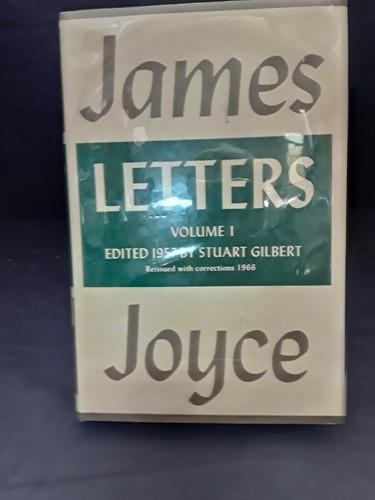 James
LETTERS
VOLUME I
EDITED 1957 BY STUART GILBERT
Reissued with corrections 1966
Joyce